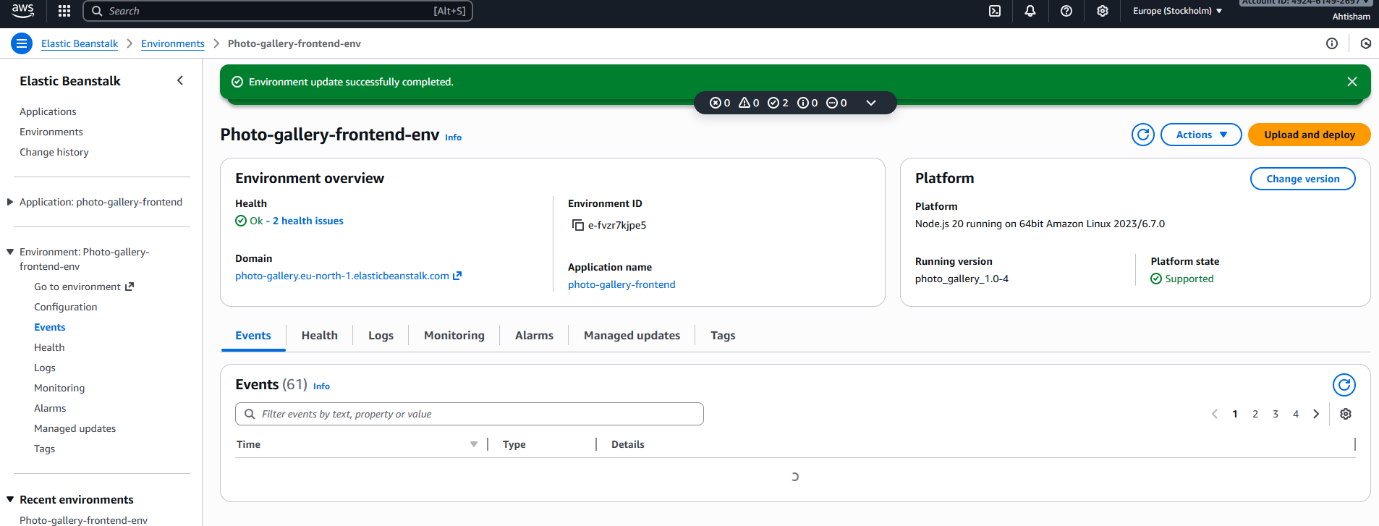 aws
Search [Alt+S]
Europe (Stockholm)
Ahtisham
Elastic Beanstalk > Environments > Photo-gallery-frontend-env
Elastic Beanstalk
Applications
Environments
Change history
Application: photo-gallery-frontend
Environment: Photo-gallery-
frontend-env
Go to environment
Configuration
Events
Health
Logs
Monitoring
Alarms
Managed updates
Tags
Recent environments
Photo-gallery-frontend-env
Environment update successfully completed.
0 0 2 0 0
Photo-gallery-frontend-env Info
Actions
Upload and deploy
Environment overview
Health
Ok - 2 health issues
Domain
photo-gallery.eu-north-1.elasticbeanstalk.com
Environment ID
e-fvzr7kjpe5
Application name
photo-gallery-frontend
Platform
Change version
Platform
Node.js 20 running on 64bit Amazon Linux 2023/6.7.0
Running version
photo_gallery_1.0-4
Platform state
Supported
Events Health Logs Monitoring Alarms Managed updates Tags
Events (61) Info
Filter events by text, property or value
1 2 3 4
Time Type Details